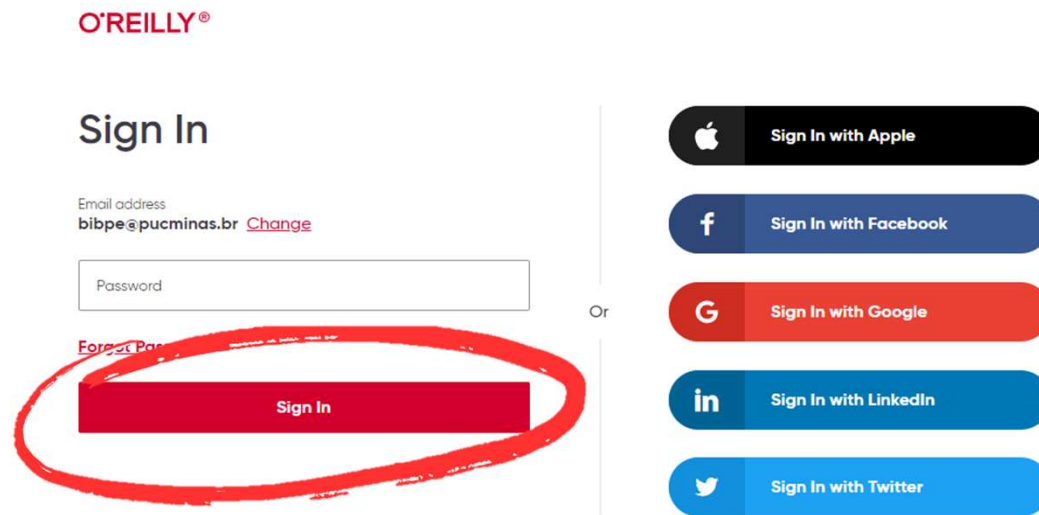 O'REILLY®
Sign In
Email address
bibpe@pucminas.br Change
Password
Forgot
Sign In
Or
Sign In with Apple
Sign In with Facebook
Sign In with Google
Sign In with LinkedIn
Sign In with Twitter